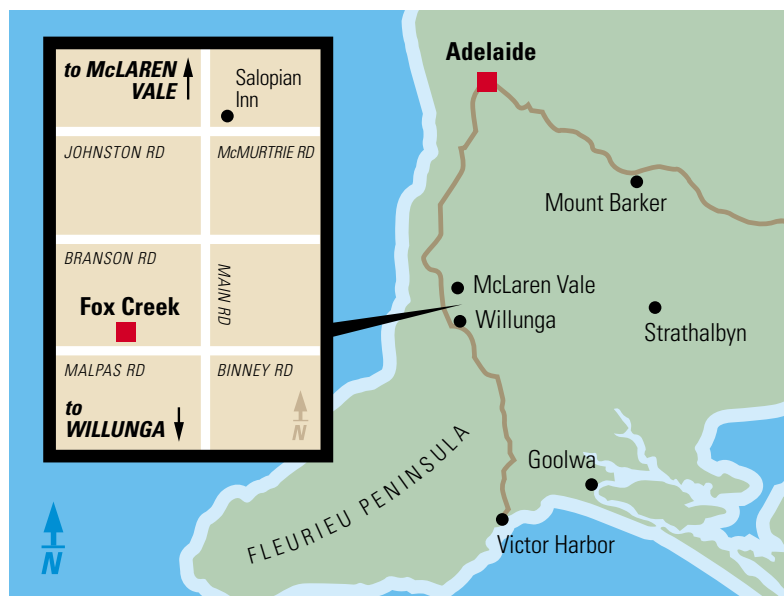 to McLAREN
VALE
Salopian
Inn
JOHNSTON RD
McMURTRIE RD
BRANSON RD
MAIN RD
Fox Creek
MALPAS RD
BINNEY RD
to
WILLUNGA
N
Adelaide
Mount Barker
McLaren Vale
Willunga
Strathalbyn
Goolwa
FLEURIEU PENINSULA
Victor Harbor
N